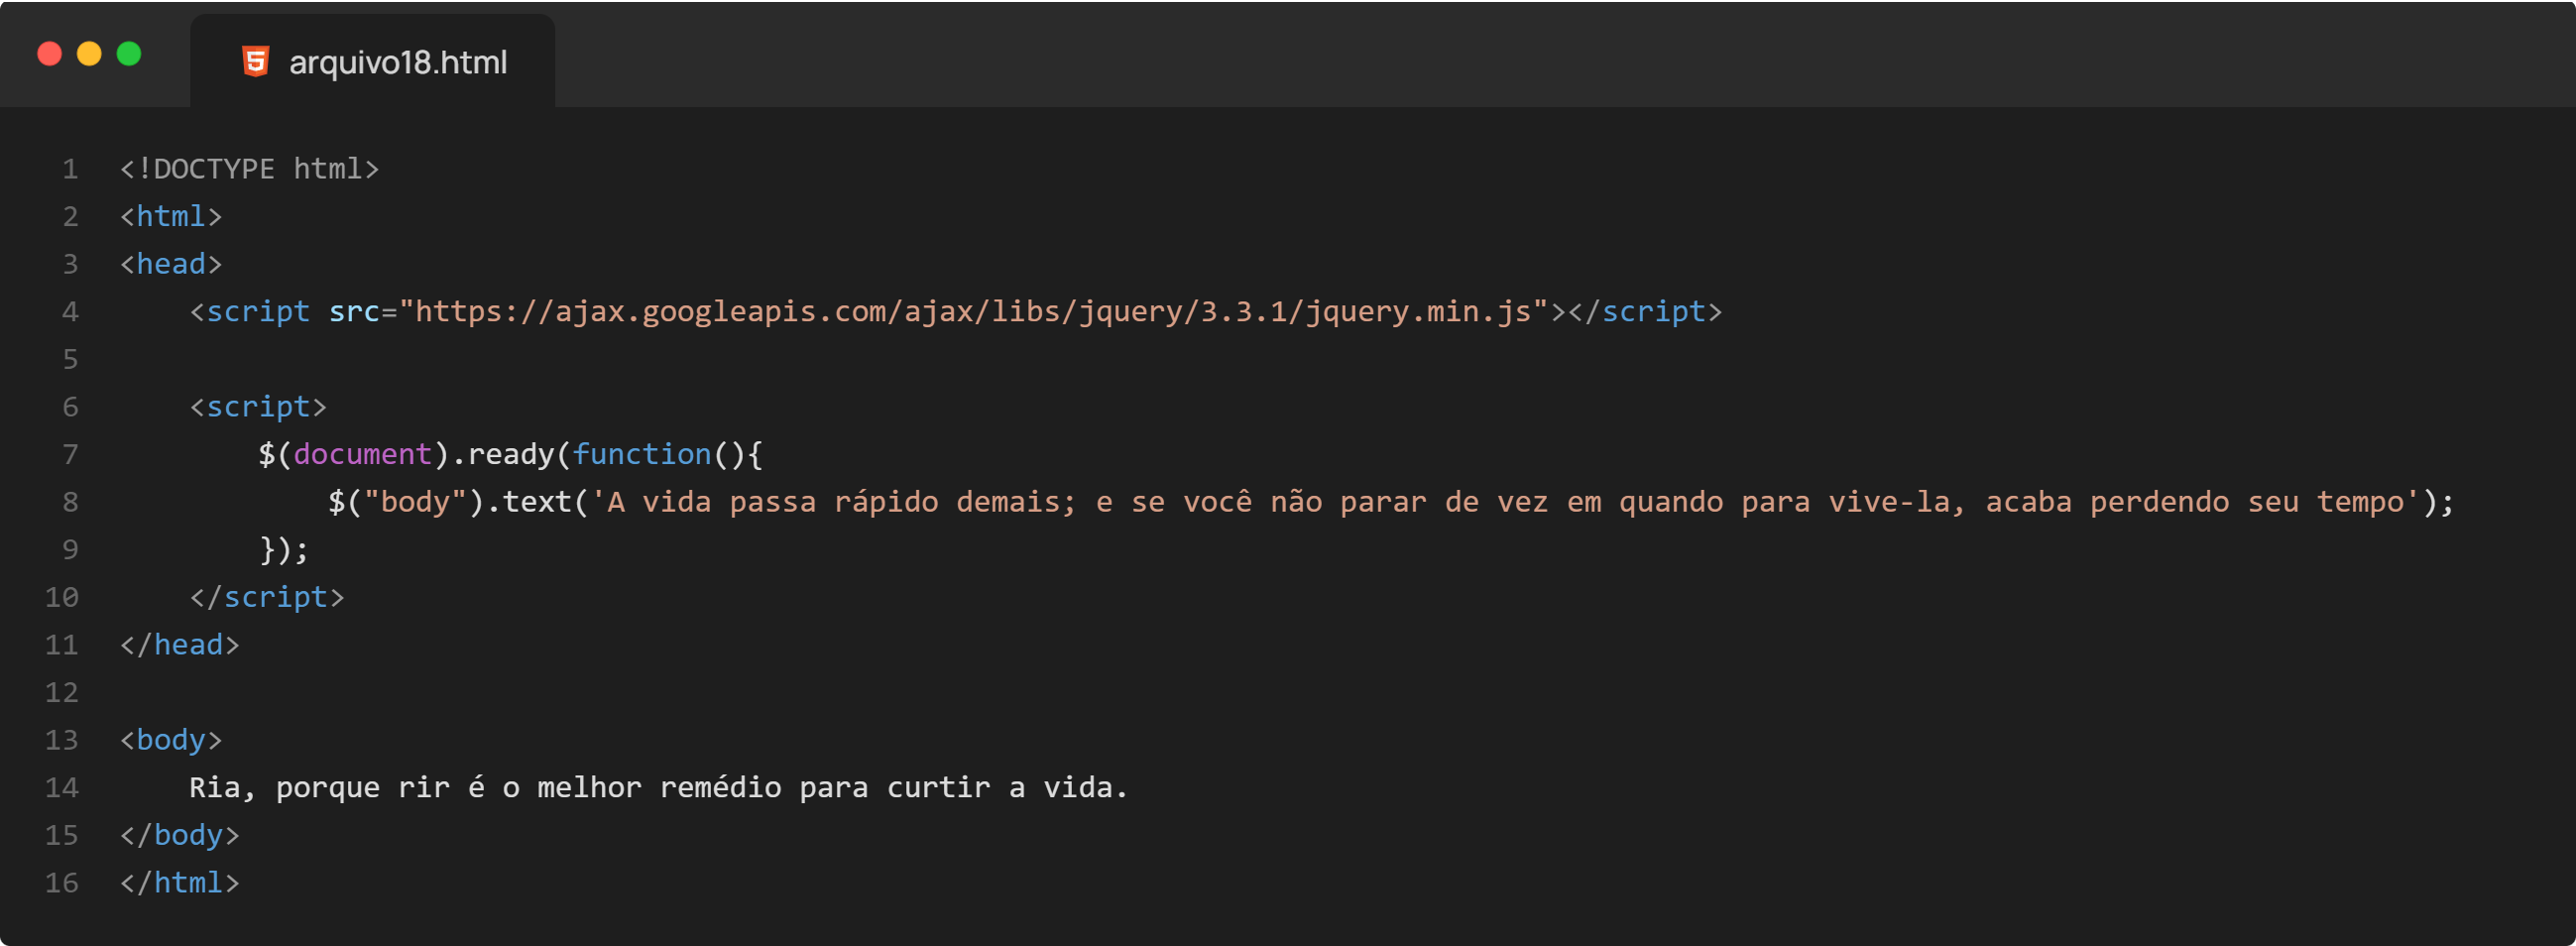 arquivo18.html
1 <!DOCTYPE html>
2 <html>
3 <head>
4     <script src="https://ajax.googleapis.com/ajax/libs/jquery/3.3.1/jquery.min.js"></script>
5
6     <script>
7         $(document).ready(function(){
8             $("body").text('A vida passa rápido demais; e se você não parar de vez em quando para vive-la, acaba perdendo seu tempo');
9         });
10     </script>
11 </head>
12
13 <body>
14     Ria, porque rir é o melhor remédio para curtir a vida.
15 </body>
16 </html>